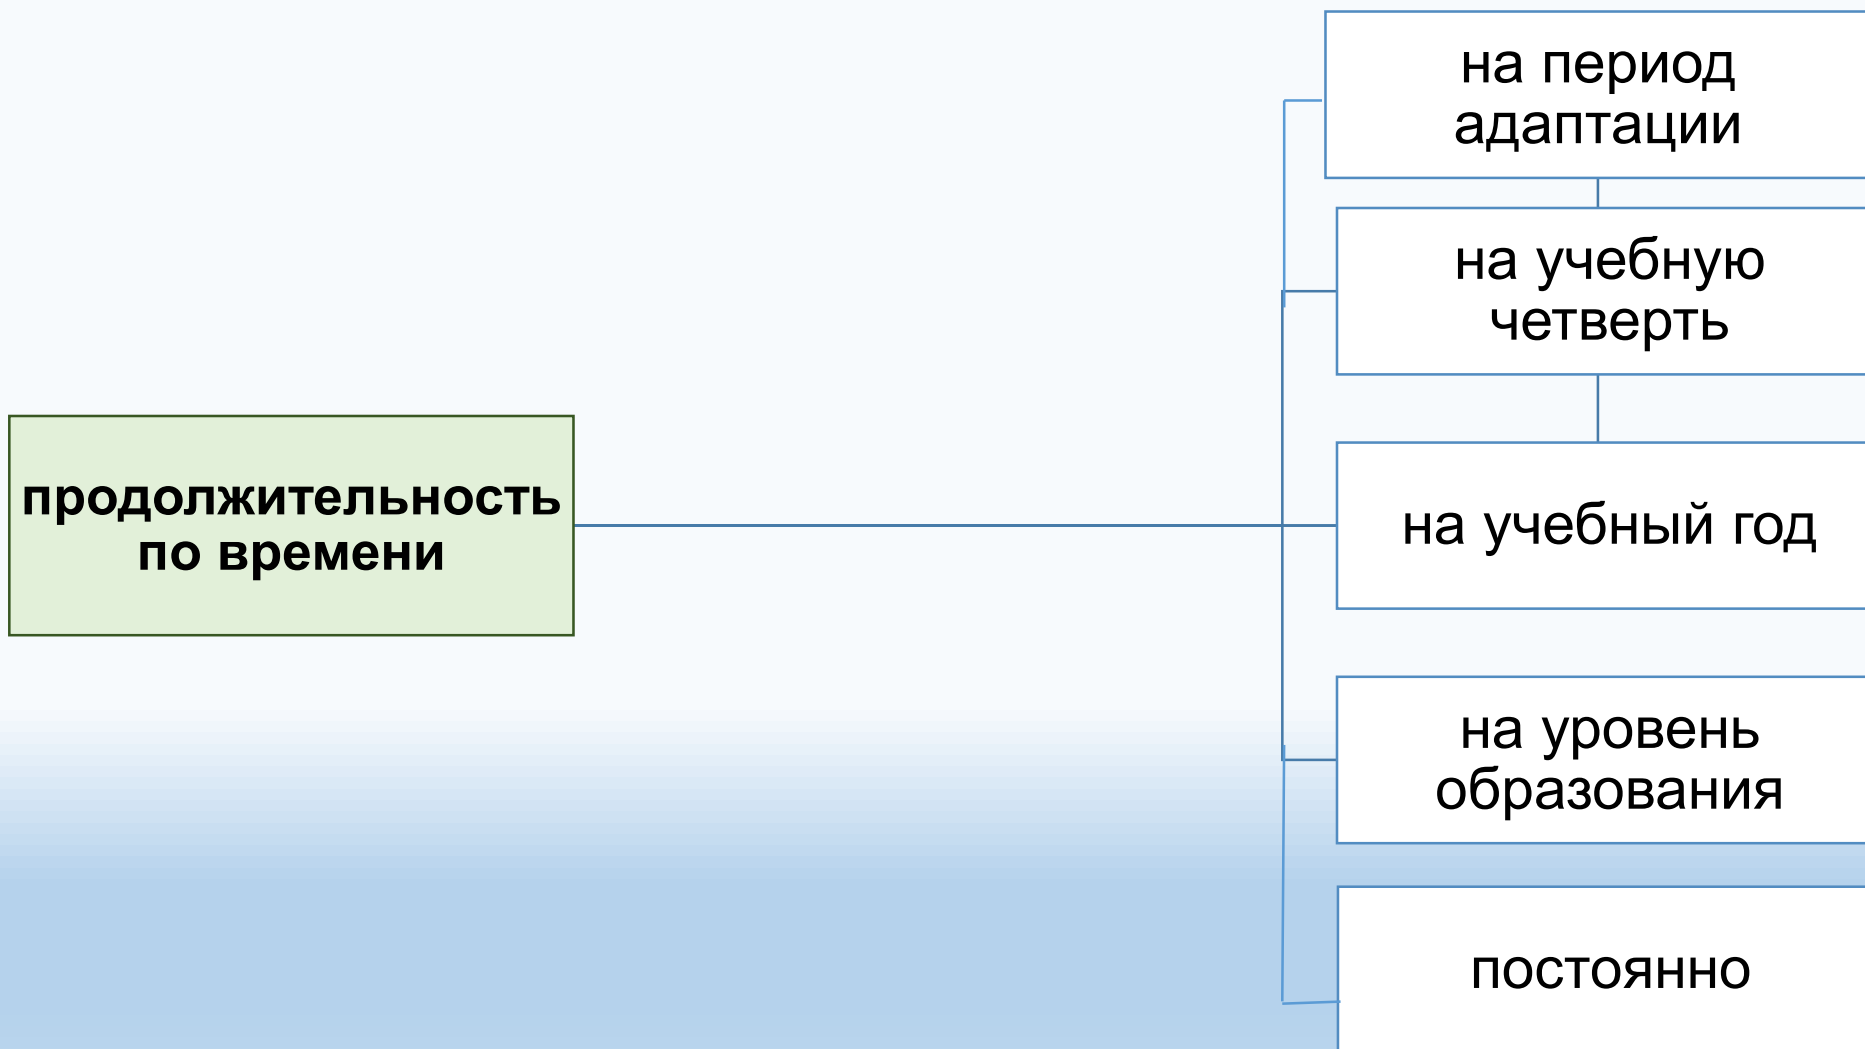 на период
адаптации
на учебную
четверть
продолжительность
по времени
на учебный год
на уровень
образования
постоянно